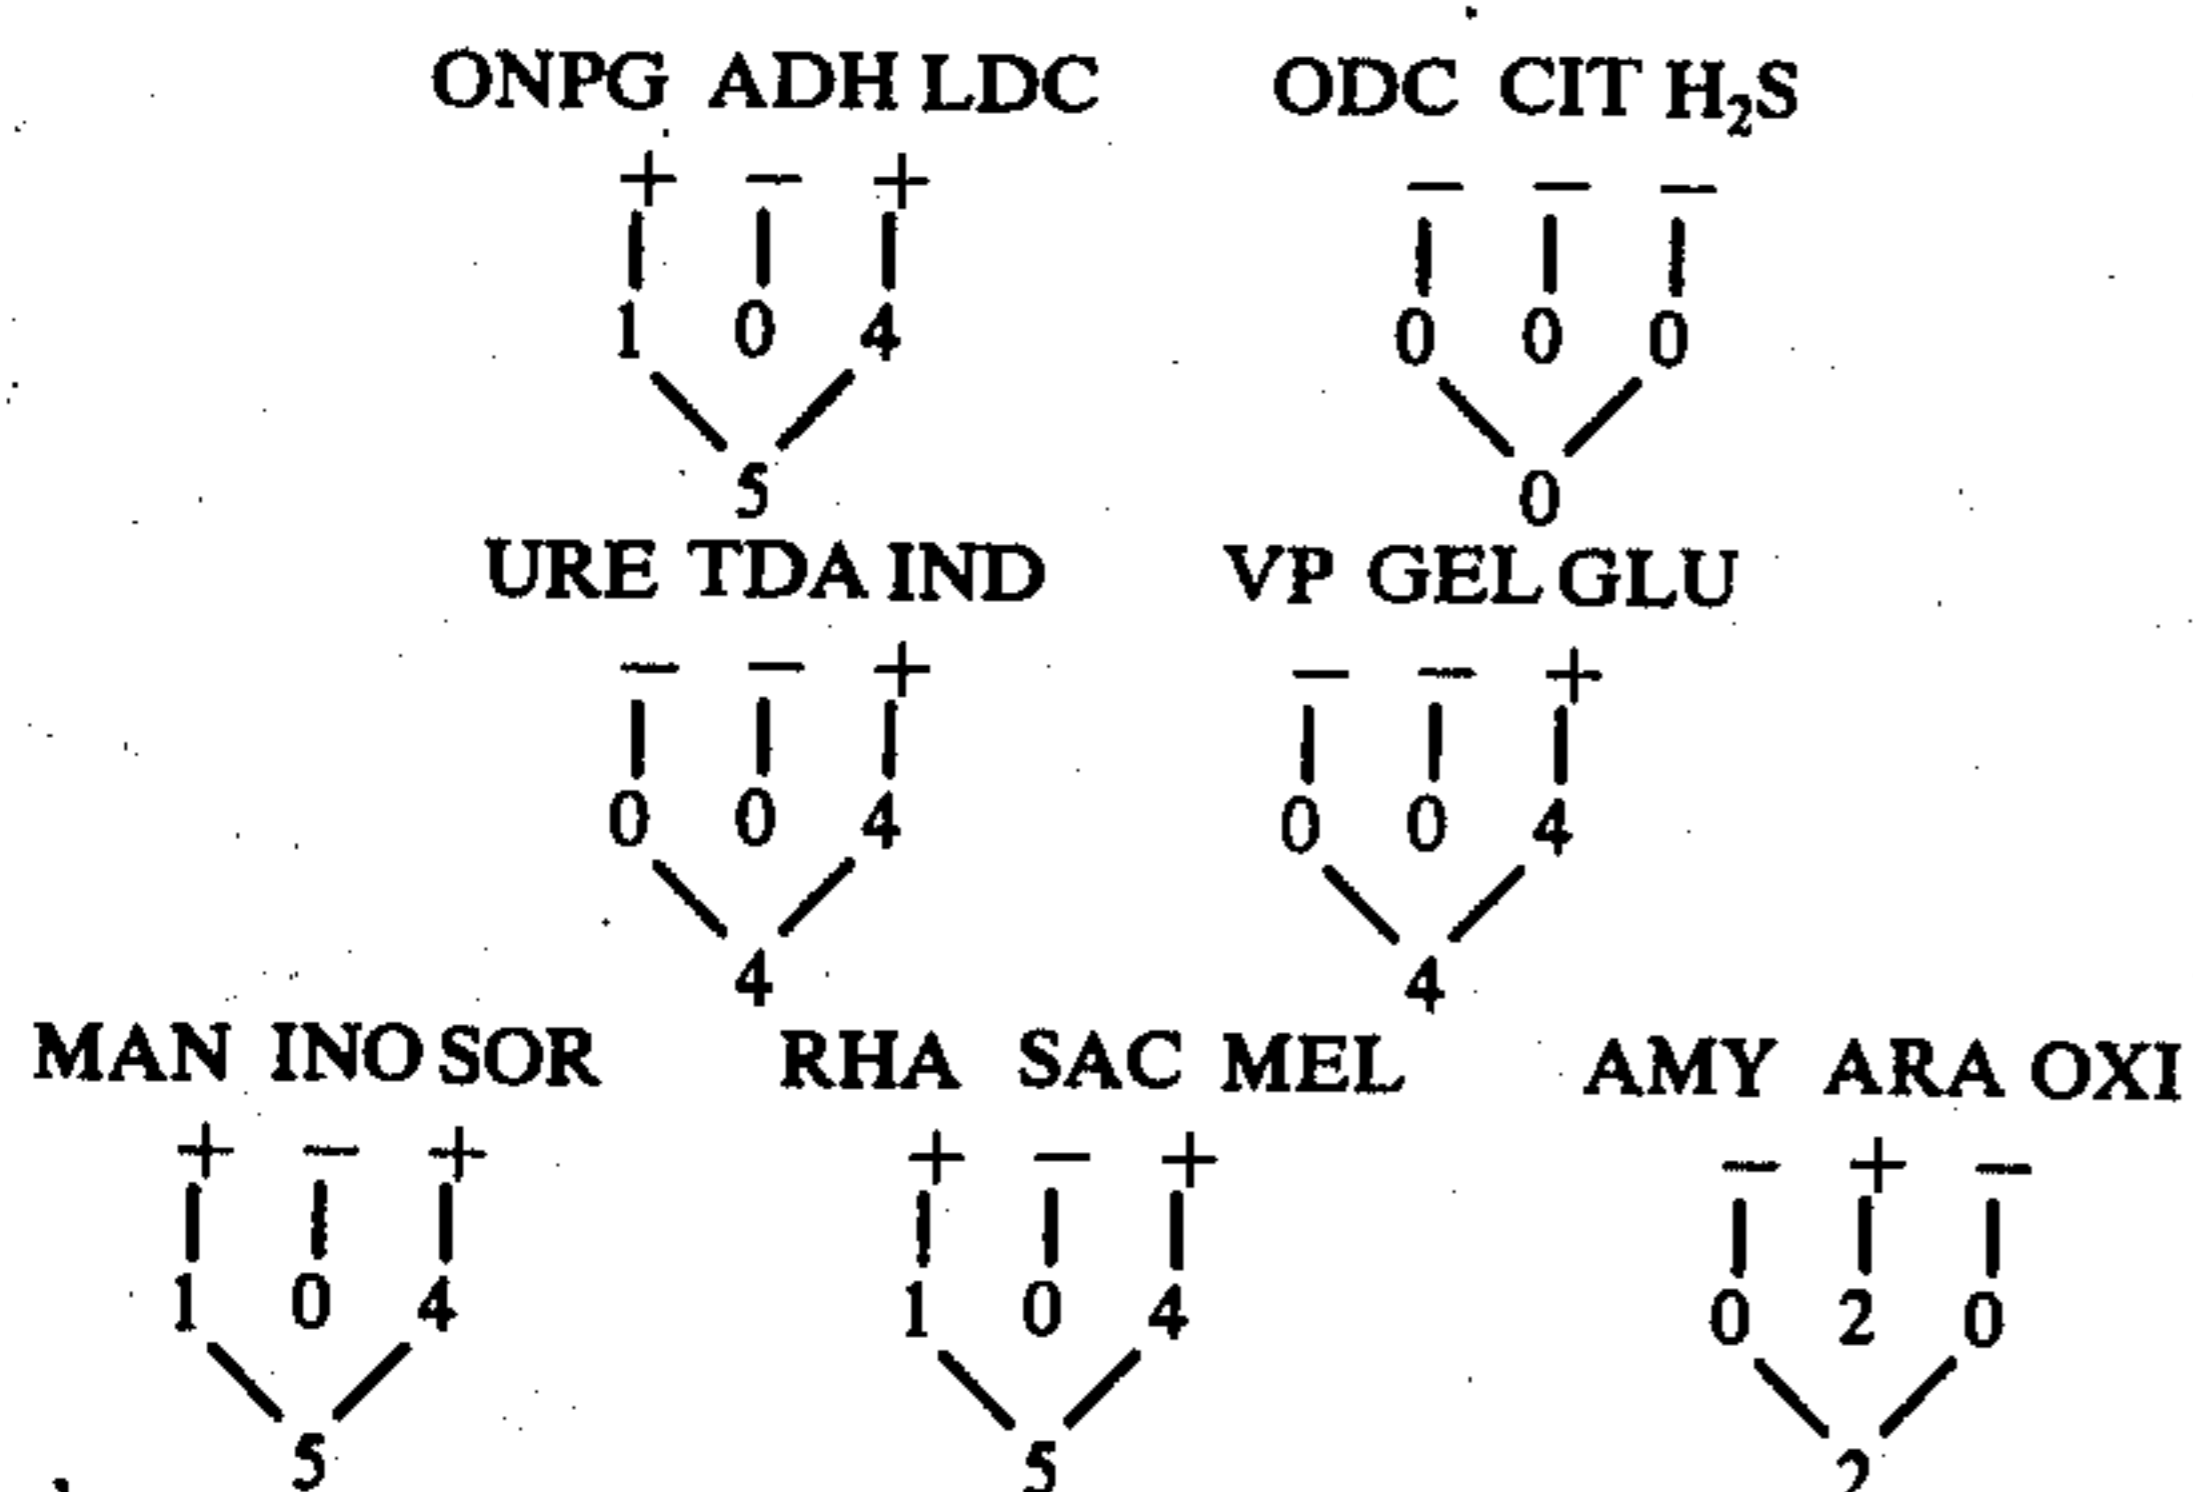 ONPG ADH LDC ODC CIT H₂S
+ − + − − −
1 0 4 0 0 0
5 0
URE TDA IND VP GEL GLU
− − + − − +
0 0 4 0 0 4
4 4
MAN INO SOR RHA SAC MEL AMY ARA OXI
+ − + + − + − + −
1 0 4 1 0 4 0 2 0
5 5 2